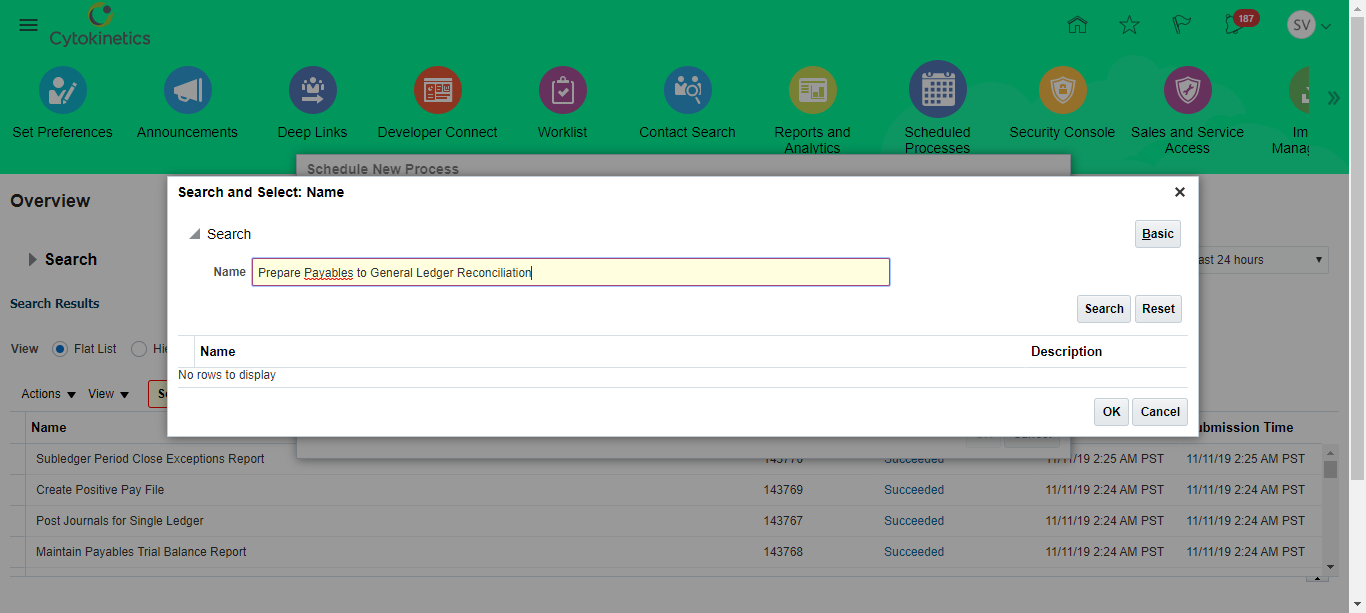 Cytokinetics
187
SV
Set Preferences
Announcements
Deep Links
Developer Connect
Worklist
Contact Search
Reports and Analytics
Scheduled Processes
Security Console
Sales and Service Access
Im
Manag
Schedule New Process
Overview
Search and Select: Name
Search
Basic
Name Prepare Payables to General Ledger Reconciliation
Search Reset
Name Description
No rows to display
OK Cancel
Search
ast 24 hours
Search Results
View Flat List Hie
Actions View
Name
ubmission Time
Subledger Period Close Exceptions Report 143770 Succeeded 11/11/19 2:25 AM PST 11/11/19 2:25 AM PST
Create Positive Pay File 143769 Succeeded 11/11/19 2:24 AM PST 11/11/19 2:24 AM PST
Post Journals for Single Ledger 143767 Succeeded 11/11/19 2:24 AM PST 11/11/19 2:24 AM PST
Maintain Payables Trial Balance Report 143768 Succeeded 11/11/19 2:24 AM PST 11/11/19 2:24 AM PST